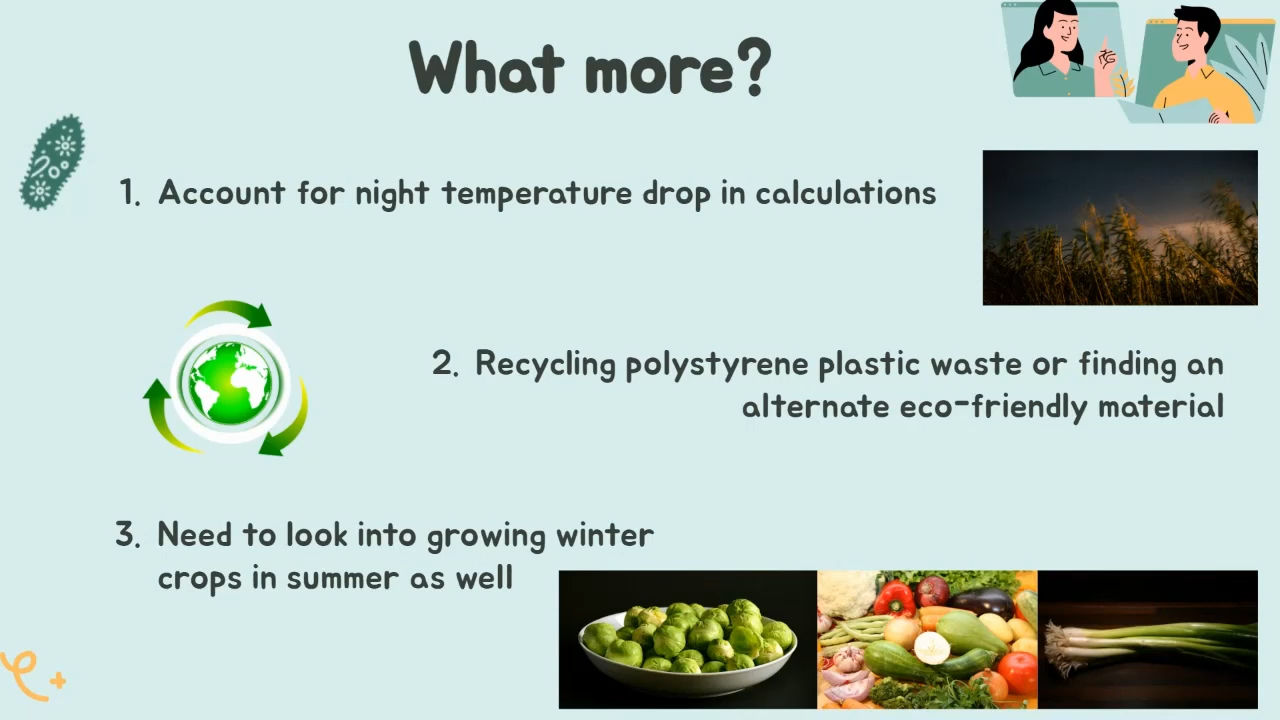 What more?
1. Account for night temperature drop in calculations
2. Recycling polystyrene plastic waste or finding an
alternate eco-friendly material
3. Need to look into growing winter
crops in summer as well